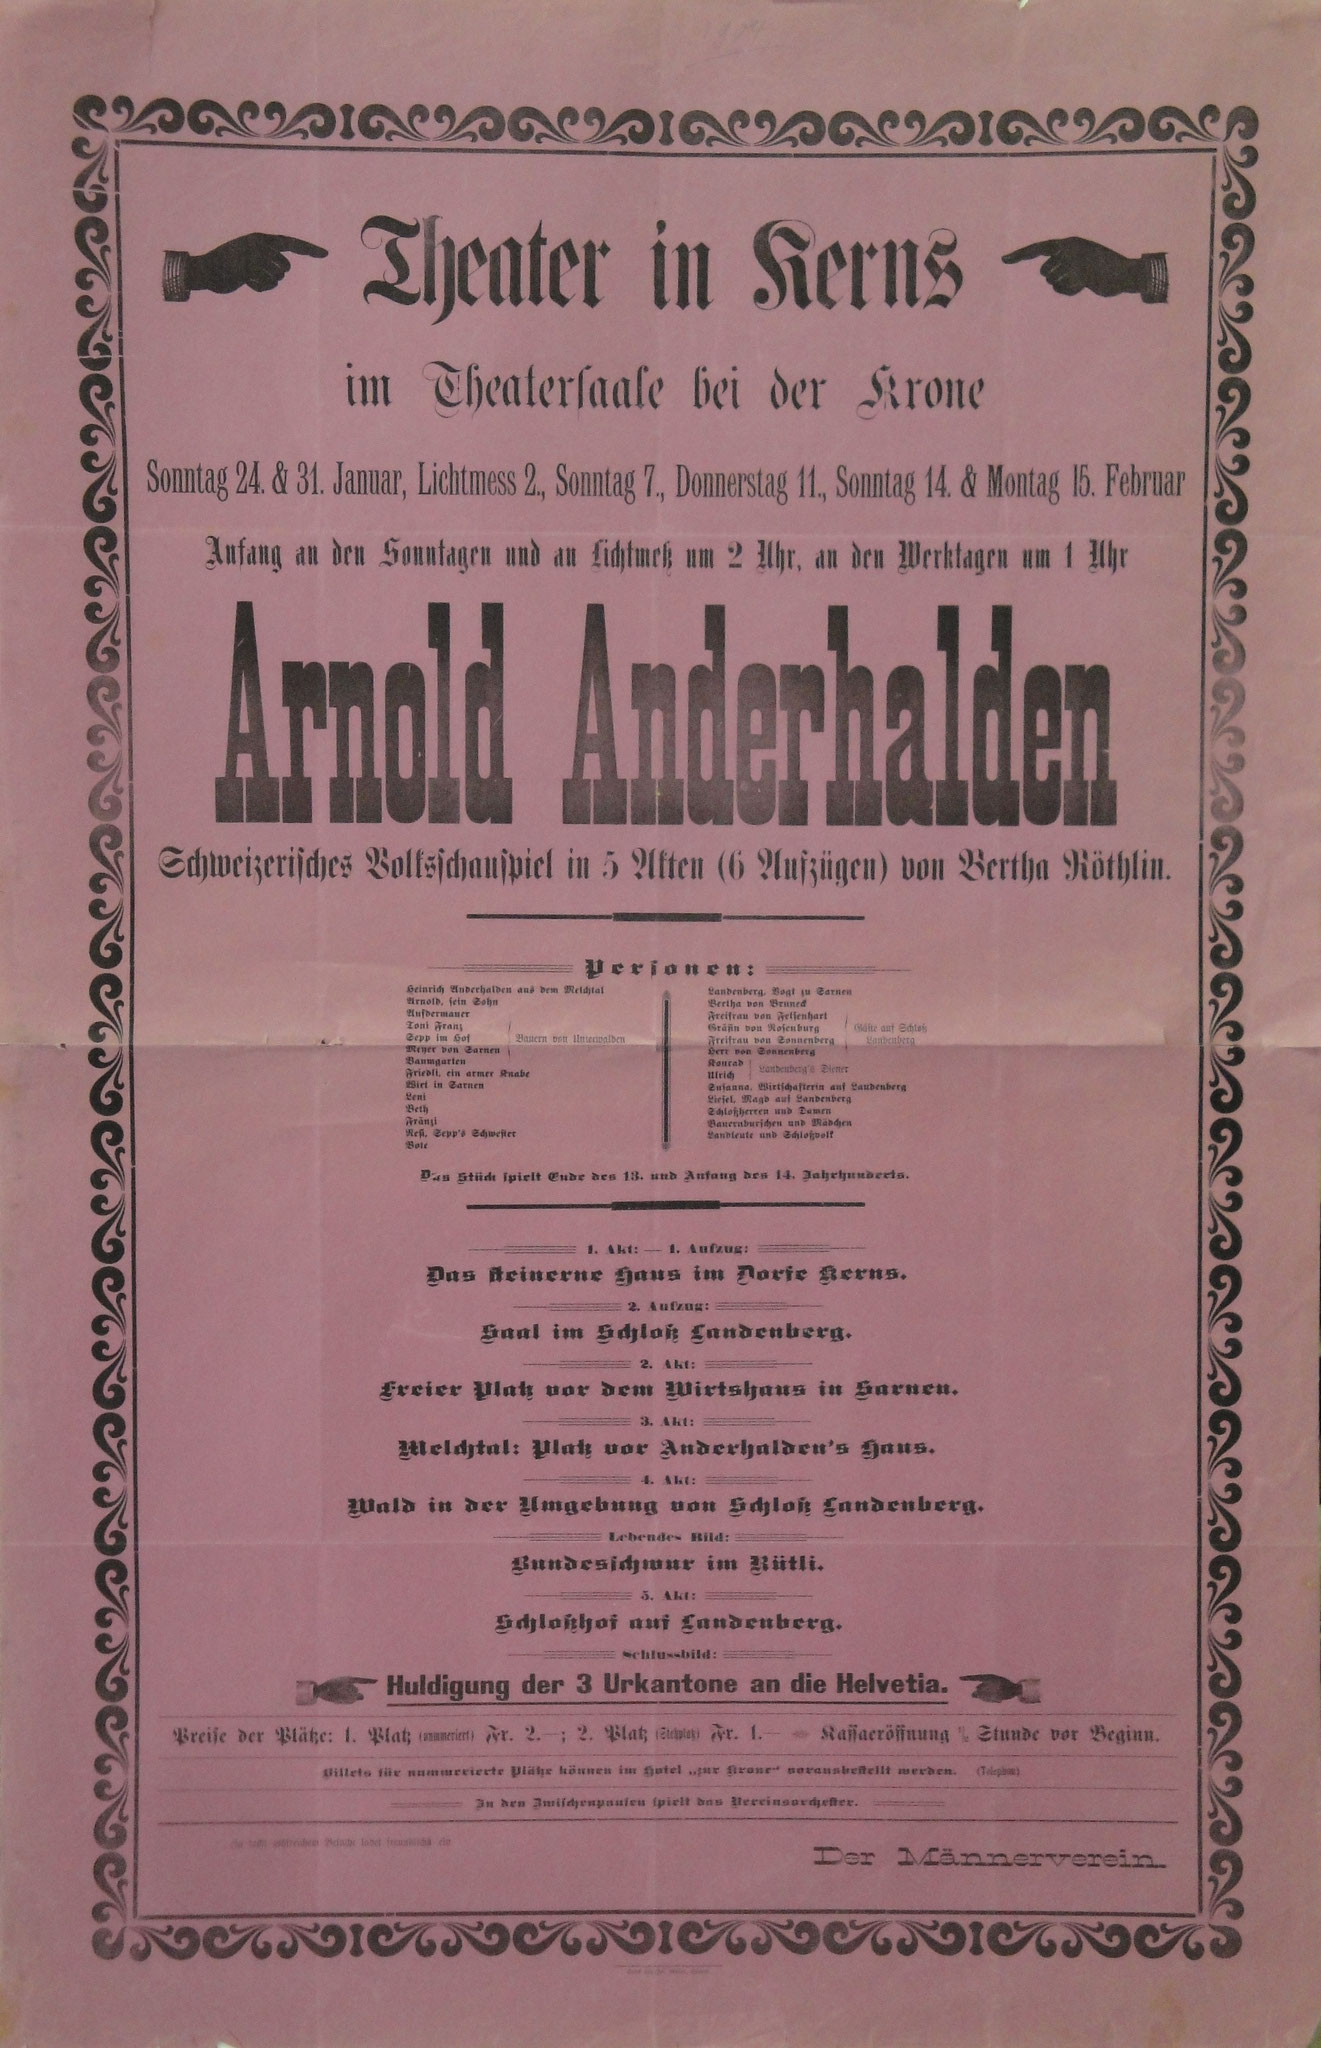 Theater in Kerns
im Theatersaale bei der Krone
Sonntag 24. & 31. Januar, Lichtmess 2., Sonntag 7., Donnerstag 11., Sonntag 14. & Montag 15. Februar
Anfang an den Sonntagen und an Lichtmeß um 2 Uhr, an den Werktagen um 1 Uhr
Arnold Anderhalden
Schweizerisches Volksschauspiel in 5 Akten (6 Aufzügen) von Bertha Röthlin.
Personen:
Heinrich Anderhalden aus dem Melchtal
Arnold, sein Sohn
Aufdermauer
Toni Franz
Sepp im Hof
Meyer von Sarnen
Bauern von Unterwalden
Baumgarten
Friedli, ein armer Knabe
Wirt in Sarnen
Leni
Beth
Fränzi
Resi, Sepp's Schwester
Bote
Landenberg, Vogt zu Sarnen
Bertha von Bruneck
Freifrau von Felsenhart
Gräfin von Rosenburg
Freifrau von Sonnenberg
Herr von Sonnenberg
Gäste auf Schloß
Landenberg
Konrad
Ulrich
Landenberg's Diener
Susanna, Wirtschafterin auf Landenberg
Liesel, Magd auf Landenberg
Schloßherren und Damen
Bauernburschen und Mädchen
Landleute und Schloßvolk
Das Stück spielt Ende des 13. und Anfang des 14. Jahrhunderts.
1. Akt: — 1. Aufzug:
Das steinerne Haus im Dorfe Kerns.
2. Aufzug:
Saal im Schloß Landenberg.
2. Akt:
Freier Platz vor dem Wirtshaus in Sarnen.
3. Akt:
Melchtal: Platz vor Anderhalden's Haus.
4. Akt:
Wald in der Umgebung von Schloß Landenberg.
Lebendes Bild:
Bundesschwur im Rütli.
5. Akt:
Schloßhof auf Landenberg.
Schlussbild:
Huldigung der 3 Urkantone an die Helvetia.
Preise der Plätze: 1. Platz (nummeriert) Fr. 2.—; 2. Platz (Stehplatz) Fr. 1.— Kassaeröffnung ½ Stunde vor Beginn.
Billets für nummerierte Plätze können im Hotel „zur Krone" vorausbestellt werden. (Telephon)
In den Zwischenpausen spielt das Vereinsorchester.
Zu recht zahlreichem Besuche ladet freundlichst ein
Der Männerverein.